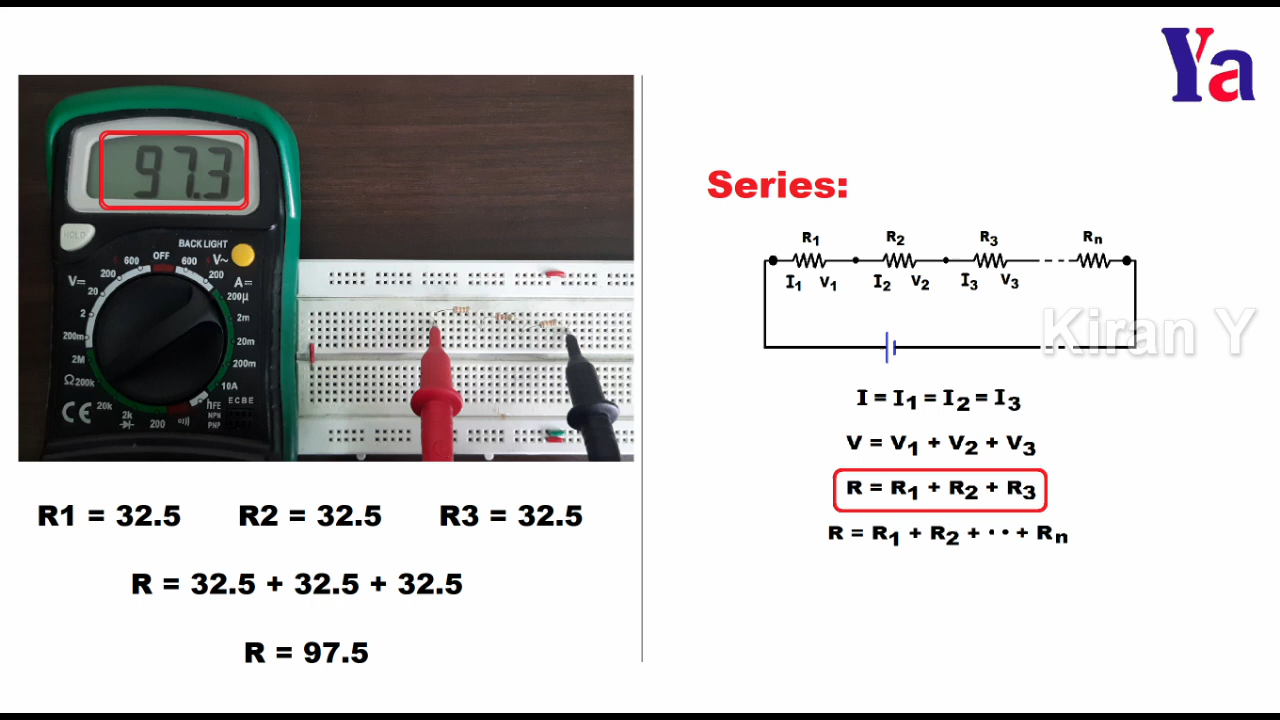 Ya
97.3
HOLD
BACK LIGHT
OFF
600
200
V=
20
2
200m
2M
Ω
200k
20k
2k
200
600
V~
200
A=
200µ
2m
20m
200m
10A
hFE
NPN
PNP
E C B E
CE
R1 = 32.5 R2 = 32.5 R3 = 32.5
R = 32.5 + 32.5 + 32.5
R = 97.5
Series:
R1 R2 R3 Rn
I1 V1 I2 V2 I3 V3
Kiran Y
I = I1 = I2 = I3
V = V1 + V2 + V3
R = R1 + R2 + R3
R = R1 + R2 + ·· + Rn